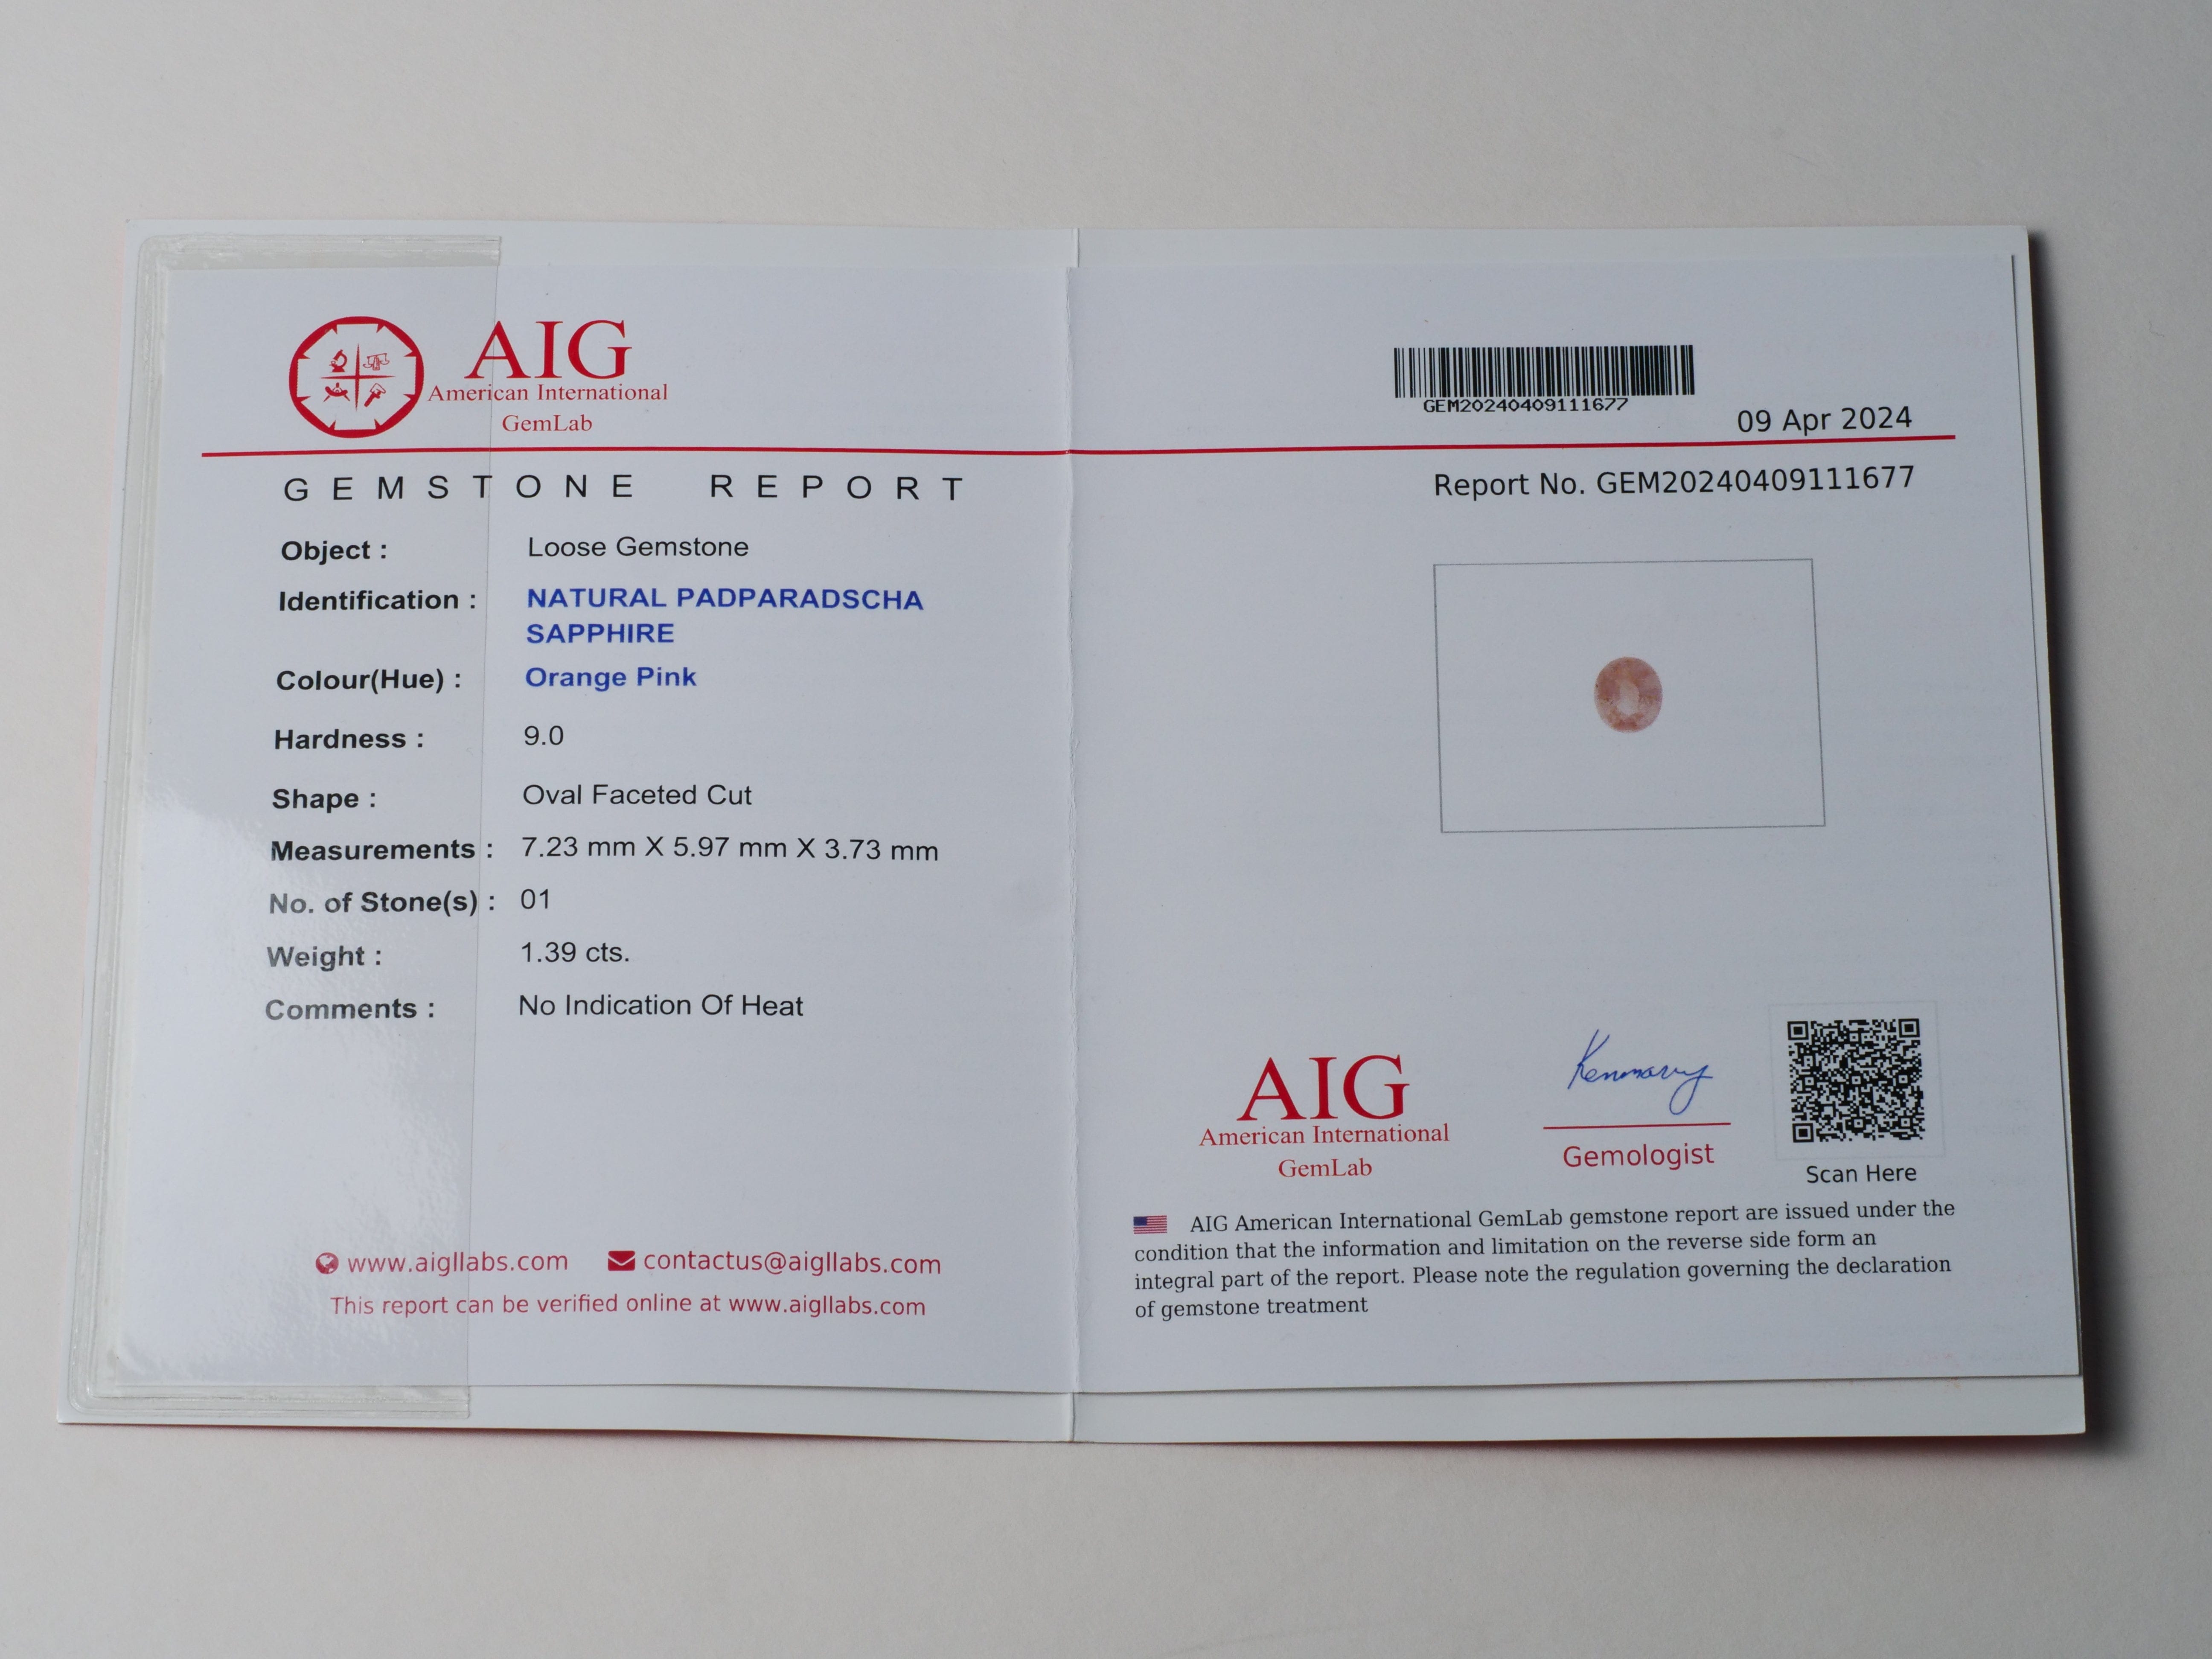 AIG
American International
GemLab
GEMSTONE REPORT
Object : Loose Gemstone
Identification : NATURAL PADPARADSCHA
SAPPHIRE
Colour(Hue) : Orange Pink
Hardness : 9.0
Shape : Oval Faceted Cut
Measurements : 7.23 mm X 5.97 mm X 3.73 mm
No. of Stone(s) : 01
Weight : 1.39 cts.
Comments : No Indication Of Heat
www.aigllabs.com contactus@aigllabs.com
This report can be verified online at www.aigllabs.com
GEM20240409111677
09 Apr 2024
Report No. GEM20240409111677
AIG
American International
GemLab
Gemologist
Scan Here
AIG American International GemLab gemstone report are issued under the
condition that the information and limitation on the reverse side form an
integral part of the report. Please note the regulation governing the declaration
of gemstone treatment